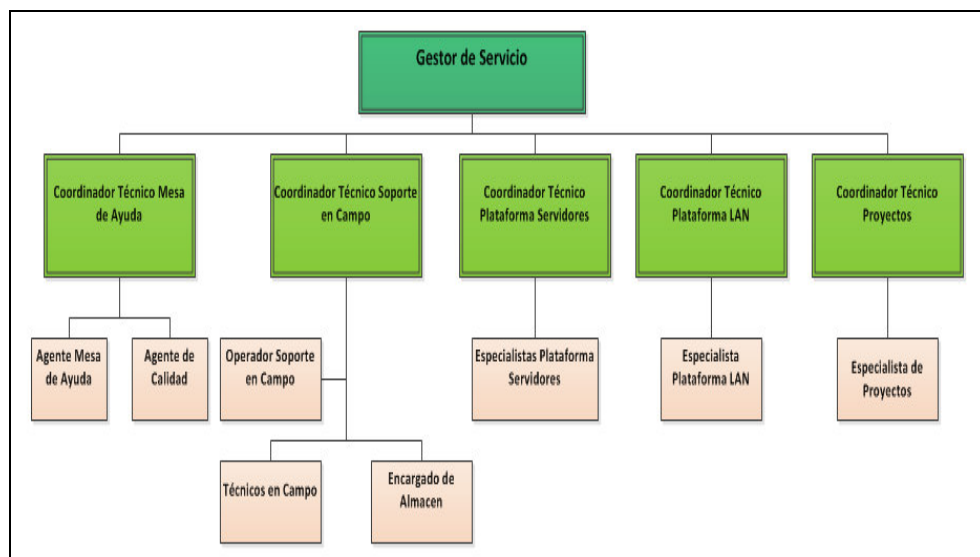 Gestor de Servicio
Coordinador Técnico Mesa
de Ayuda
Coordinador Técnico Soporte
en Campo
Coordinador Técnico
Plataforma Servidores
Coordinador Técnico
Plataforma LAN
Coordinador Técnico
Proyectos
Agente Mesa
de Ayuda
Agente de
Calidad
Operador Soporte
en Campo
Especialistas Plataforma
Servidores
Especialista
Plataforma LAN
Especialista de
Proyectos
Técnicos en Campo
Encargado de
Almacen